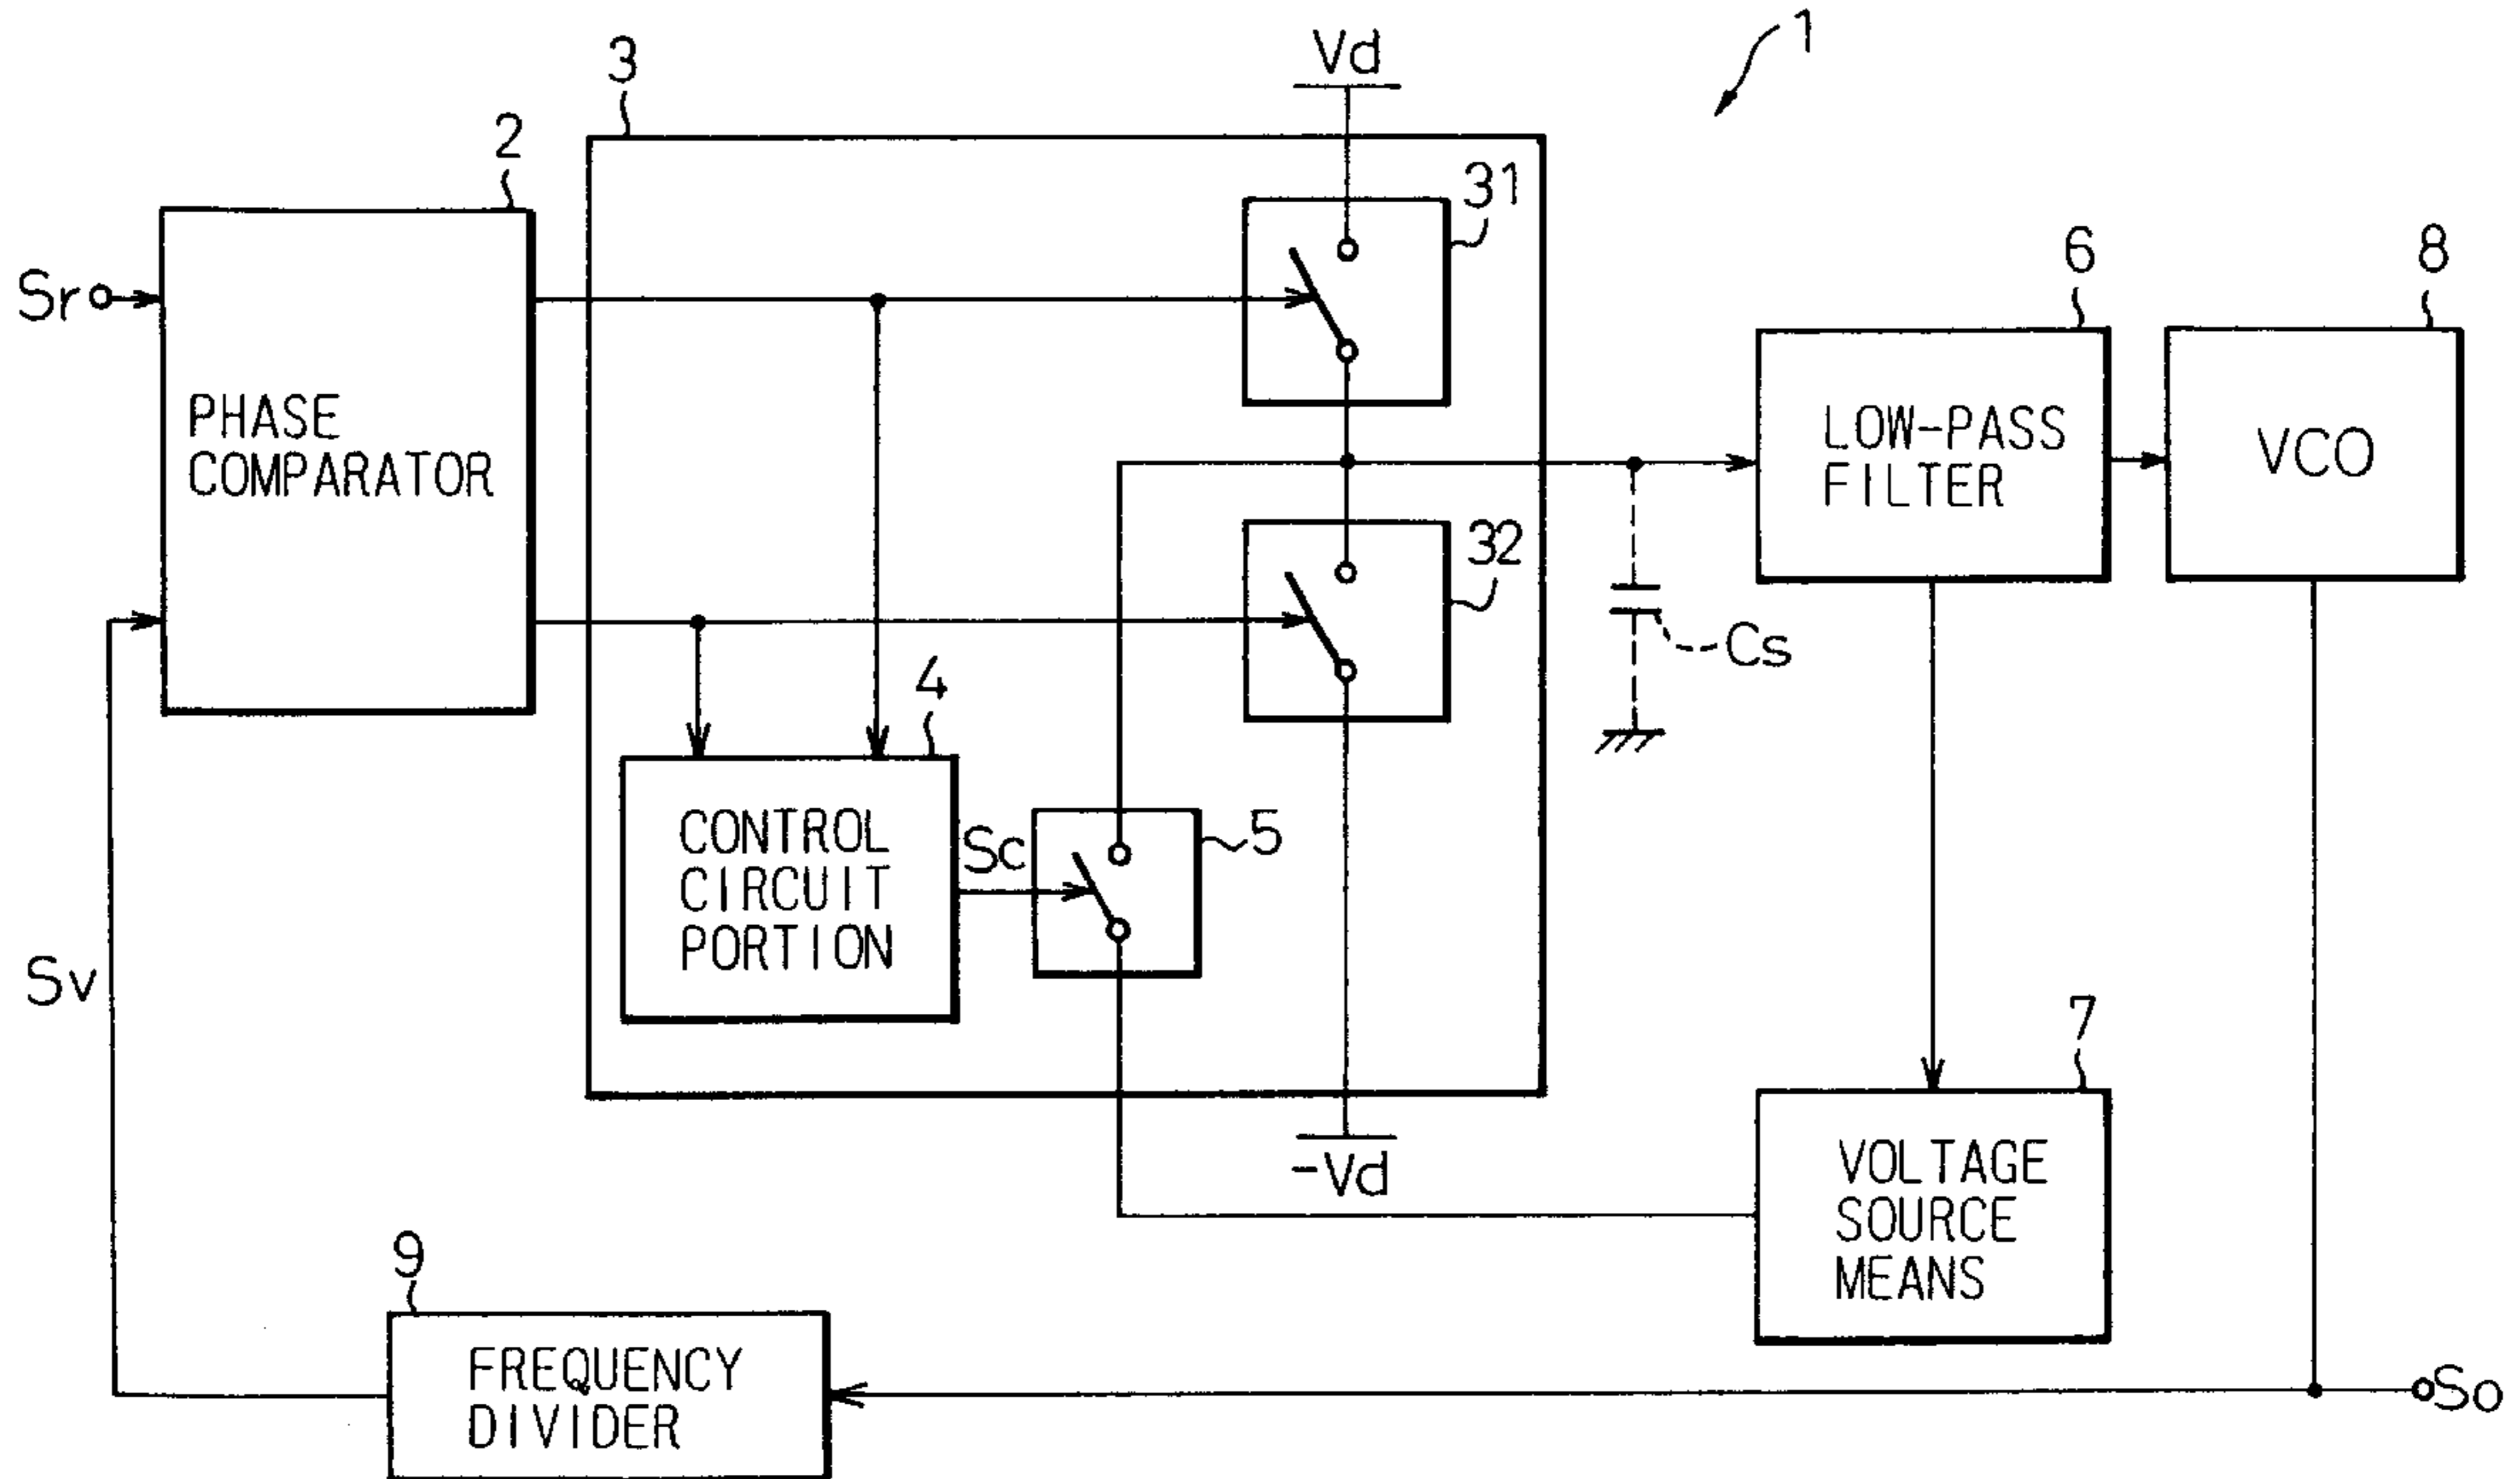 1
Vd
3
2
31
Sr
6
8
PHASE
COMPARATOR
LOW-PASS
FILTER
VCO
32
Cs
4
CONTROL
CIRCUIT
PORTION
Sc
5
Sv
7
-Vd
VOLTAGE
SOURCE
MEANS
9
FREQUENCY
DIVIDER
So